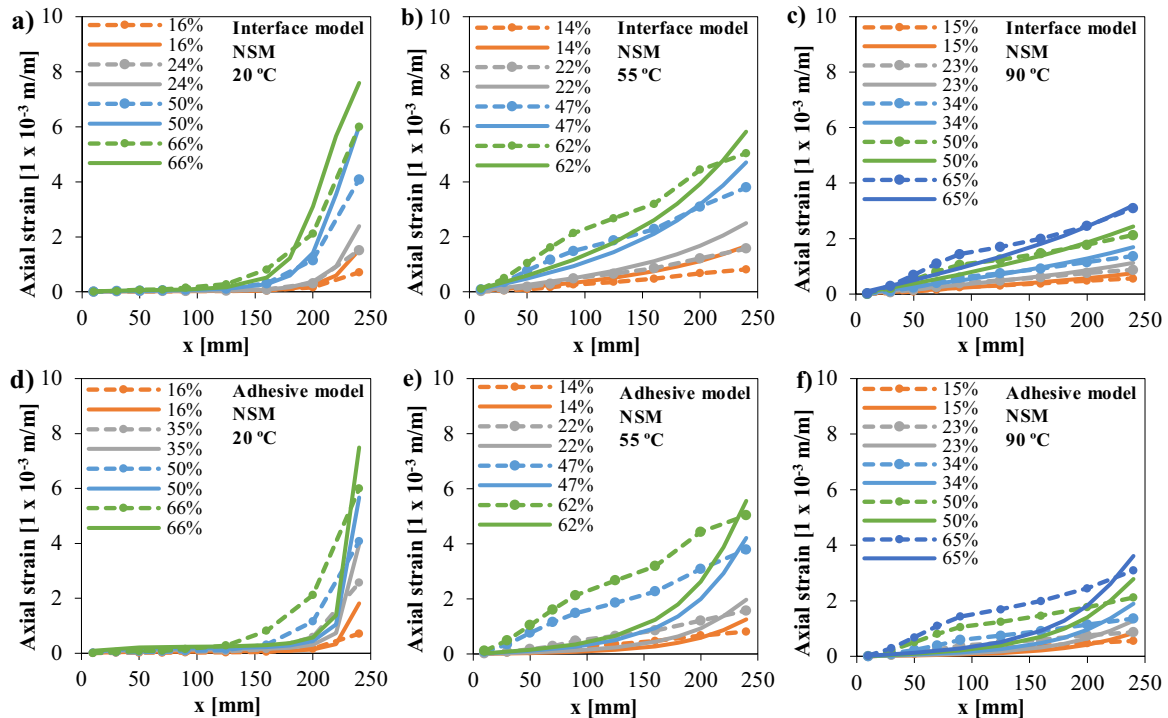 a)
Interface model
NSM
20 ºC
16%
16%
24%
24%
50%
50%
66%
66%
Axial strain [1 x 10⁻³ m/m]
10
8
6
4
2
0
0 50 100 150 200 250
x [mm]
b)
Interface model
NSM
55 ºC
14%
14%
22%
22%
47%
47%
62%
62%
Axial strain [1 x 10⁻³ m/m]
10
8
6
4
2
0
0 50 100 150 200 250
x [mm]
c)
Interface model
NSM
90 ºC
15%
15%
23%
23%
34%
34%
50%
50%
65%
65%
Axial strain [1 x 10⁻³ m/m]
10
8
6
4
2
0
0 50 100 150 200 250
x [mm]
d)
Adhesive model
NSM
20 ºC
16%
16%
35%
35%
50%
50%
66%
66%
Axial strain [1 x 10⁻³ m/m]
10
8
6
4
2
0
0 50 100 150 200 250
x [mm]
e)
Adhesive model
NSM
55 ºC
14%
14%
22%
22%
47%
47%
62%
62%
Axial strain [1 x 10⁻³ m/m]
10
8
6
4
2
0
0 50 100 150 200 250
x [mm]
f)
Adhesive model
NSM
90 ºC
15%
15%
23%
23%
34%
34%
50%
50%
65%
65%
Axial strain [1 x 10⁻³ m/m]
10
8
6
4
2
0
0 50 100 150 200 250
x [mm]